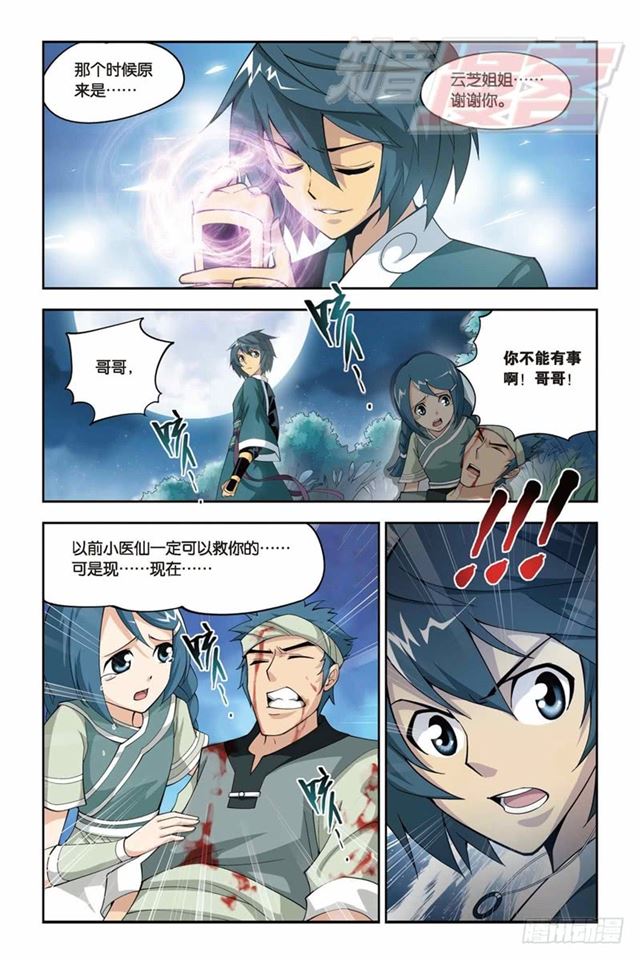 那个时候原
来是……
知音漫客
云芝姐姐……
谢谢你。
哥哥，
咳
咳
你不能有事
啊！哥哥！
以前小医仙一定可以救你的……
可是现……现在……
咳
咳
!!!
腾讯动漫